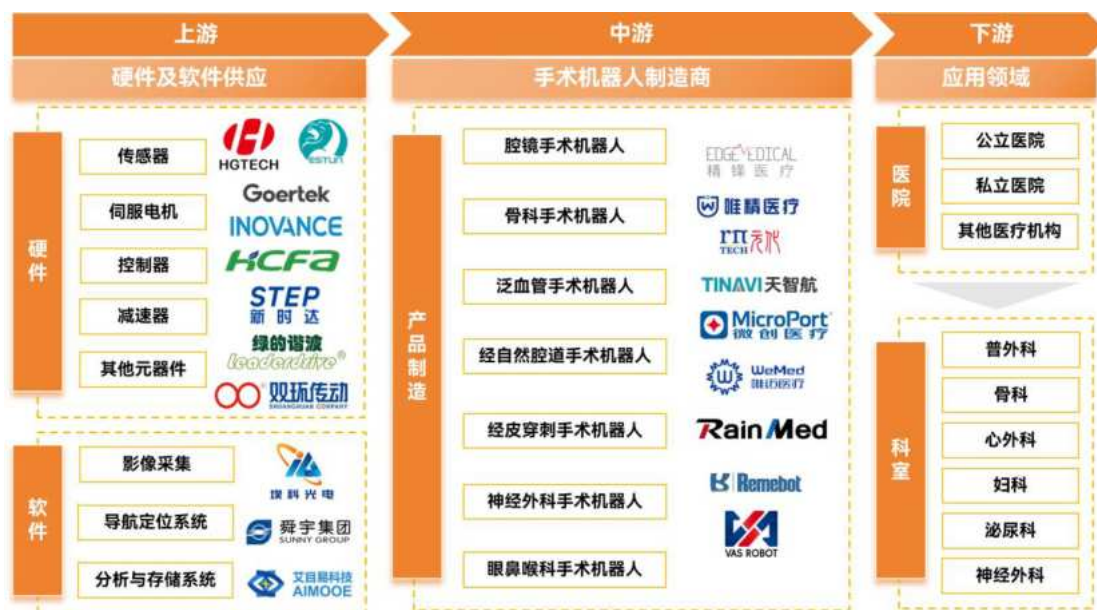 上游
中游
下游
硬件及软件供应
手术机器人制造商
应用领域
硬件
传感器
伺服电机
控制器
减速器
其他元器件
HGTECH
ESTUN
Goertek
INOVANCE
HCFA
STEP
新时达
绿的谐波
Leaderdrive®
双环传动
SHUANGHUAN COMPANY
软件
影像采集
导航定位系统
分析与存储系统
埃科光电
舜宇集团
SUNNY GROUP
艾目易科技
AIMOOE
产品制造
腔镜手术机器人
骨科手术机器人
泛血管手术机器人
经自然腔道手术机器人
经皮穿刺手术机器人
神经外科手术机器人
眼鼻喉科手术机器人
EDGE MEDICAL
精锋医疗
唯精医疗
TECH 元化
TINAVI天智航
MicroPort
微创医疗
WeMed
唯迈医疗
RainMed
Remebot
VAS ROBOT
医院
公立医院
私立医院
其他医疗机构
科室
普外科
骨科
心外科
妇科
泌尿科
神经外科